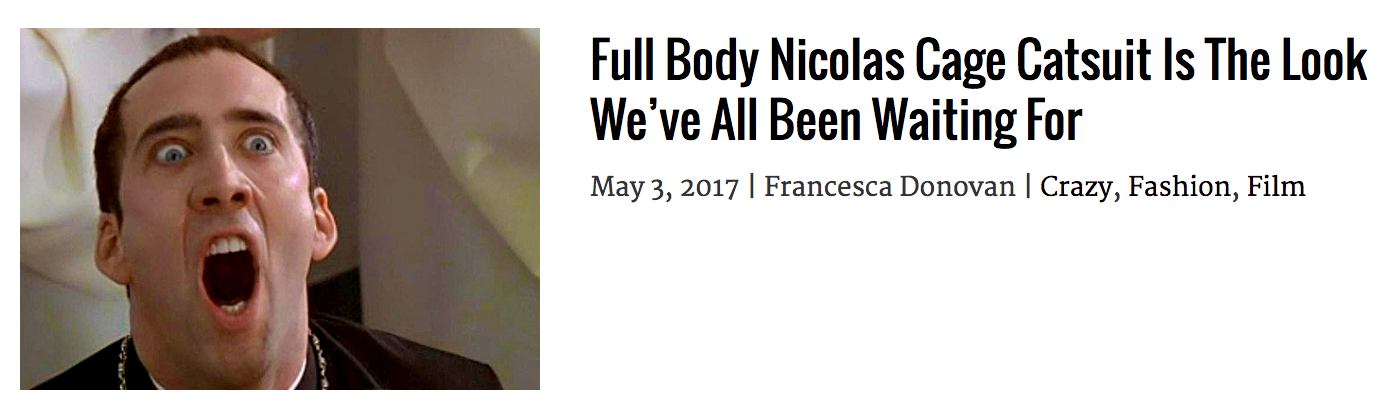 Full Body Nicolas Cage Catsuit Is The Look
We’ve All Been Waiting For
May 3, 2017 | Francesca Donovan | Crazy, Fashion, Film